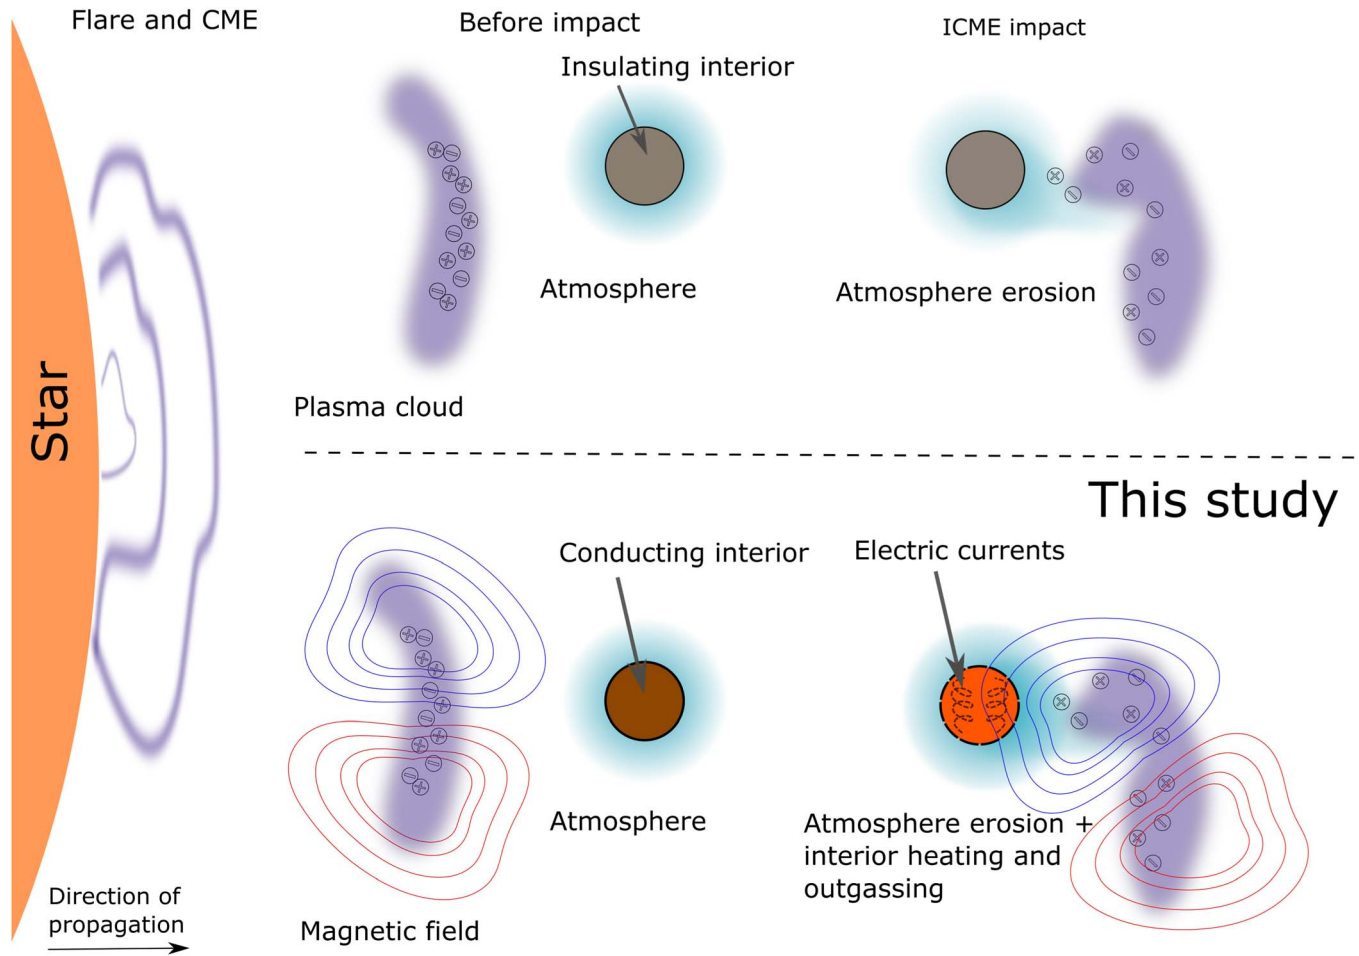 Flare and CME
Before impact
ICME impact
Insulating interior
Atmosphere
Atmosphere erosion
Star
Plasma cloud
This study
Conducting interior
Electric currents
Atmosphere
Atmosphere erosion +
interior heating and
outgassing
Direction of
propagation
Magnetic field